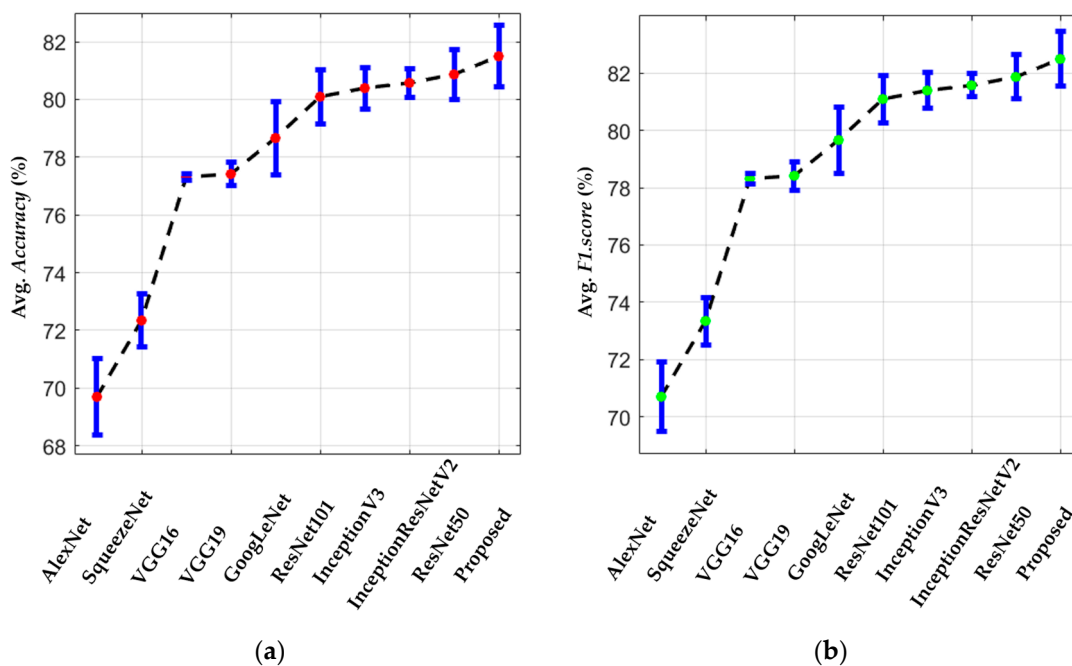 Avg. Accuracy (%)
82
80
78
76
74
72
70
68
AlexNet
SqueezeNet
VGG16
VGG19
GoogLeNet
ResNet101
InceptionV3
InceptionResNetV2
ResNet50
Proposed
(a)
Avg. F1.score (%)
82
80
78
76
74
72
70
AlexNet
SqueezeNet
VGG16
VGG19
GoogLeNet
ResNet101
InceptionV3
InceptionResNetV2
ResNet50
Proposed
(b)